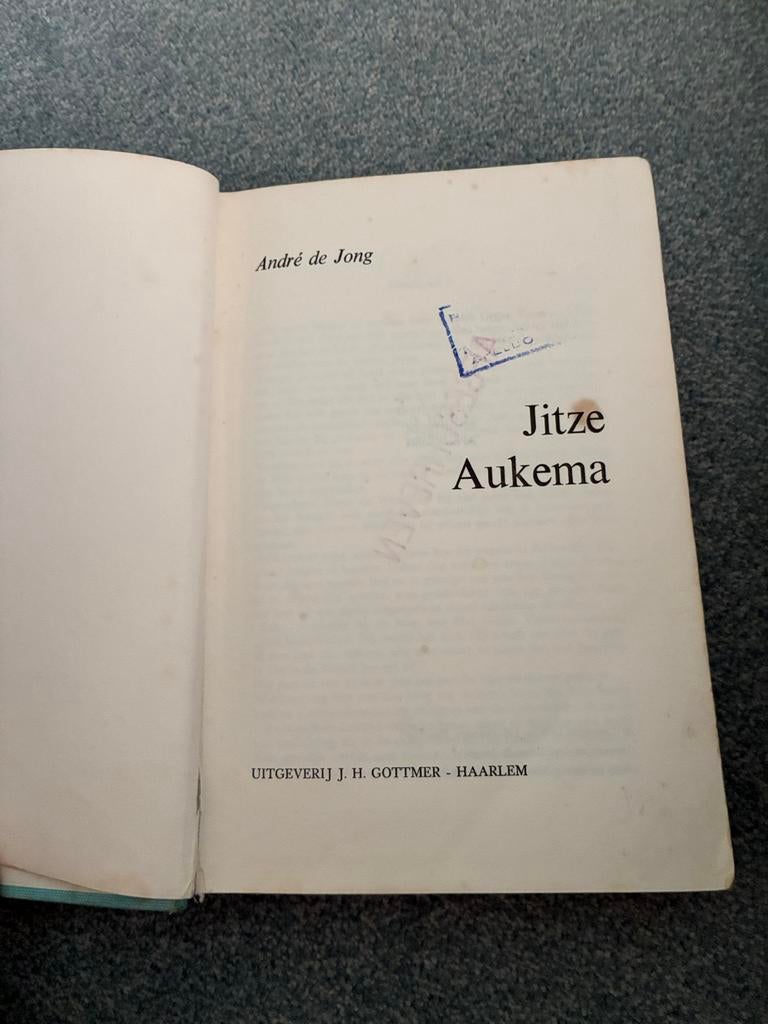 André de Jong
Jitze
Aukema
UITGEVERIJ J. H. GOTTMER - HAARLEM